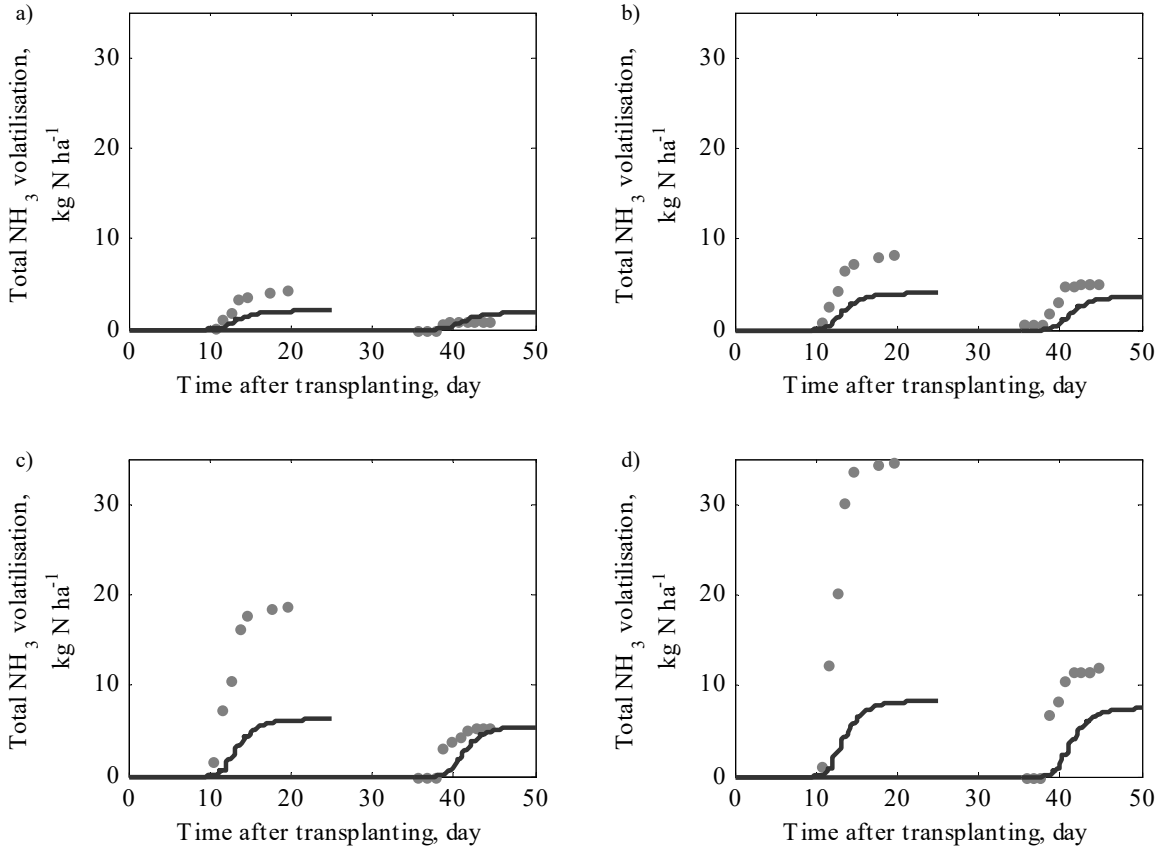 a)
Total NH3 volatilisation,
kg N ha-1
30
20
10
0
0 10 20 30 40 50
Time after transplanting, day
b)
Total NH3 volatilisation,
kg N ha-1
30
20
10
0
0 10 20 30 40 50
Time after transplanting, day
c)
Total NH3 volatilisation,
kg N ha-1
30
20
10
0
0 10 20 30 40 50
Time after transplanting, day
d)
Total NH3 volatilisation,
kg N ha-1
30
20
10
0
0 10 20 30 40 50
Time after transplanting, day